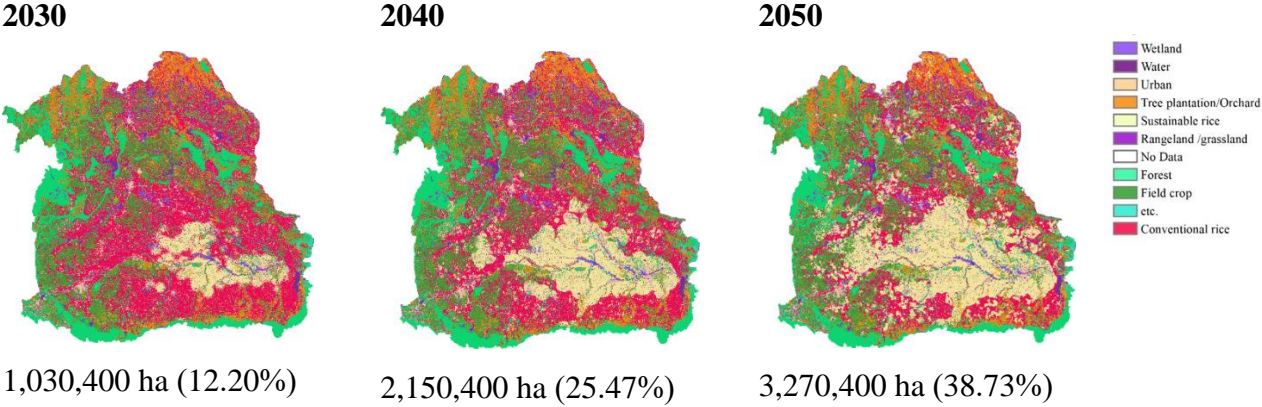 2030
2040
2050
Wetland
Water
Urban
Tree plantation/Orchard
Sustainable rice
Rangeland /grassland
No Data
Forest
Field crop
etc.
Conventional rice
1,030,400 ha (12.20%)
2,150,400 ha (25.47%)
3,270,400 ha (38.73%)